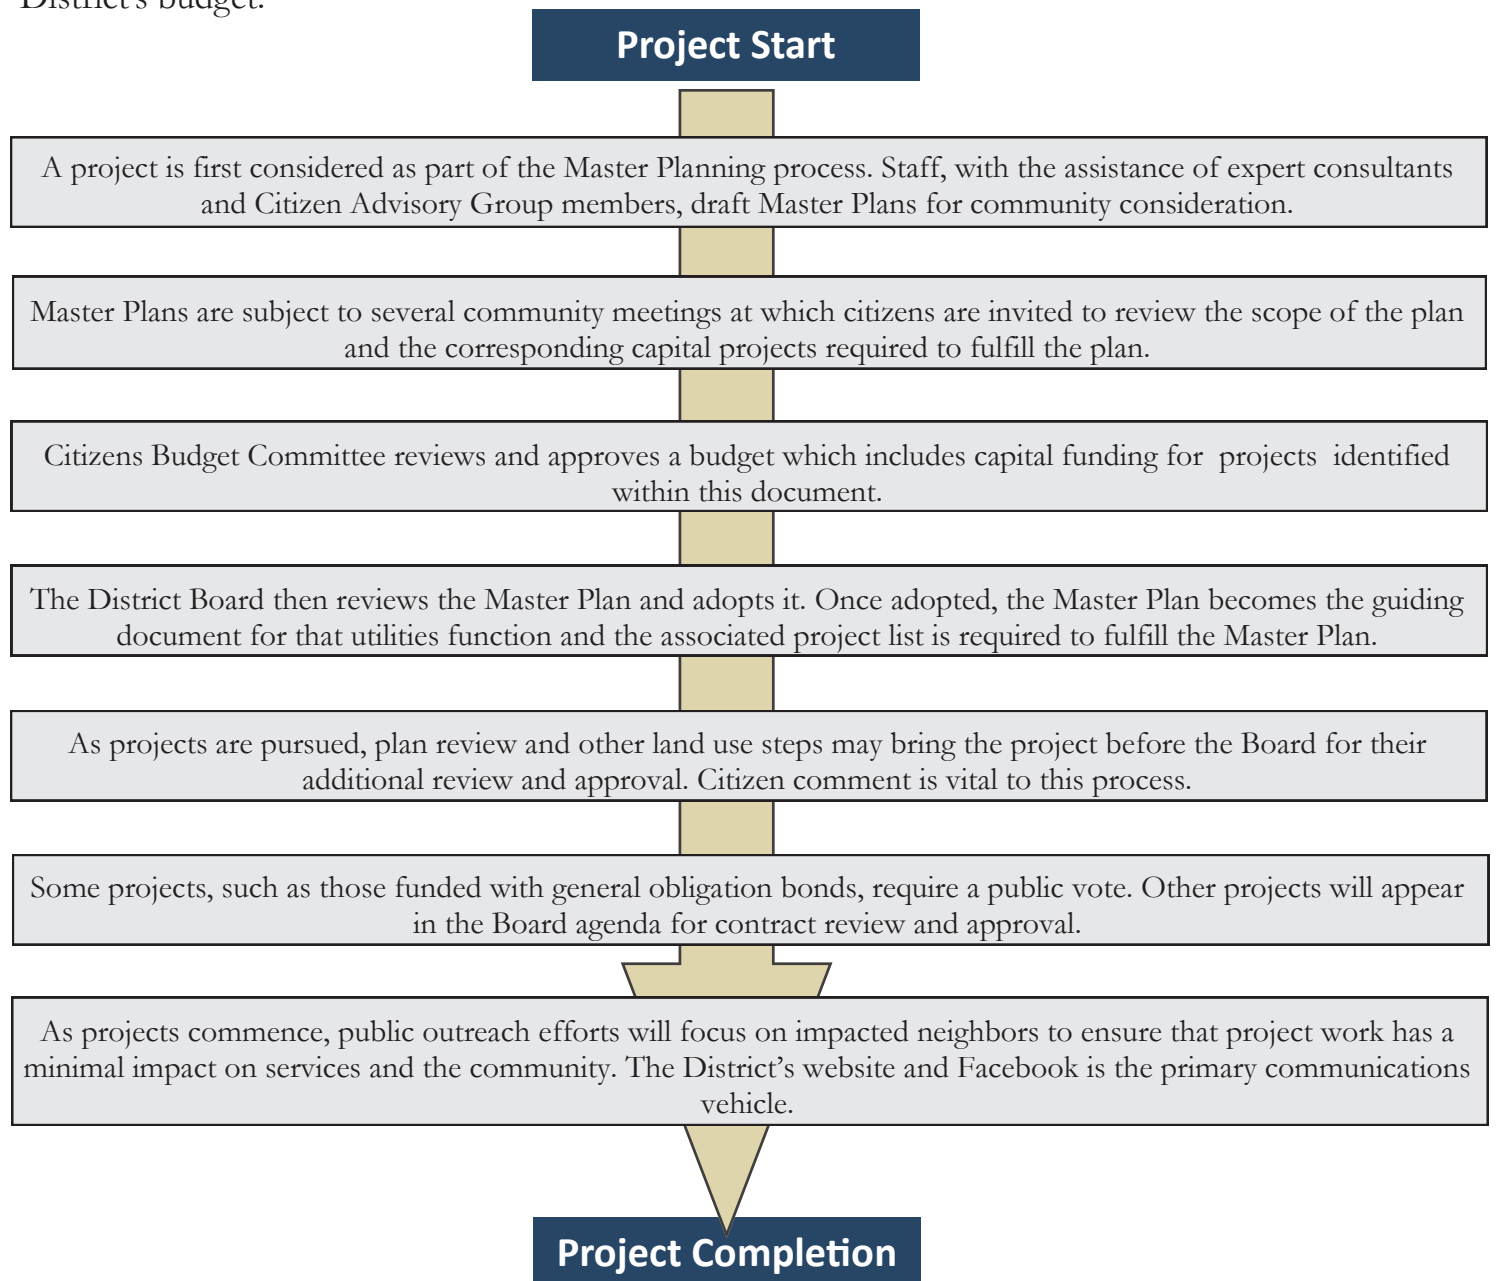 District's budget.
Project Start
A project is first considered as part of the Master Planning process. Staff, with the assistance of expert consultants
and Citizen Advisory Group members, draft Master Plans for community consideration.
Master Plans are subject to several community meetings at which citizens are invited to review the scope of the plan
and the corresponding capital projects required to fulfill the plan.
Citizens Budget Committee reviews and approves a budget which includes capital funding for projects identified
within this document.
The District Board then reviews the Master Plan and adopts it. Once adopted, the Master Plan becomes the guiding
document for that utilities function and the associated project list is required to fulfill the Master Plan.
As projects are pursued, plan review and other land use steps may bring the project before the Board for their
additional review and approval. Citizen comment is vital to this process.
Some projects, such as those funded with general obligation bonds, require a public vote. Other projects will appear
in the Board agenda for contract review and approval.
As projects commence, public outreach efforts will focus on impacted neighbors to ensure that project work has a
minimal impact on services and the community. The District’s website and Facebook is the primary communications
vehicle.
Project Completion